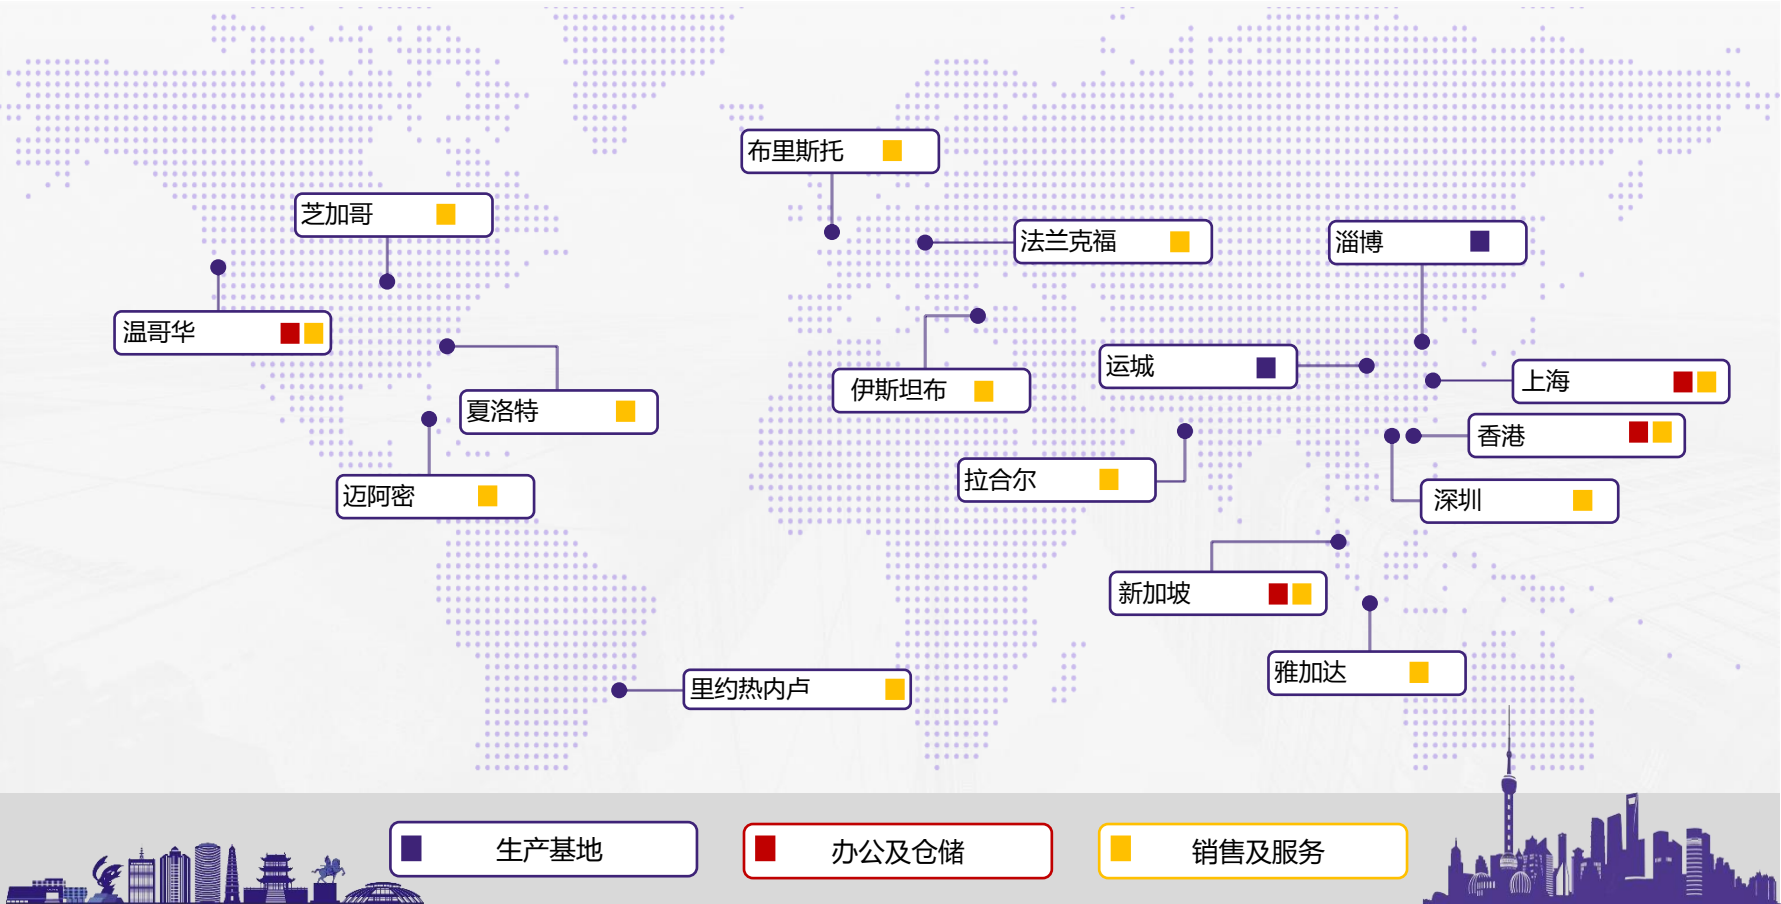 布里斯托
芝加哥
法兰克福
淄博
温哥华
运城
上海
伊斯坦布
夏洛特
香港
拉合尔
迈阿密
深圳
新加坡
雅加达
里约热内卢
生产基地
办公及仓储
销售及服务